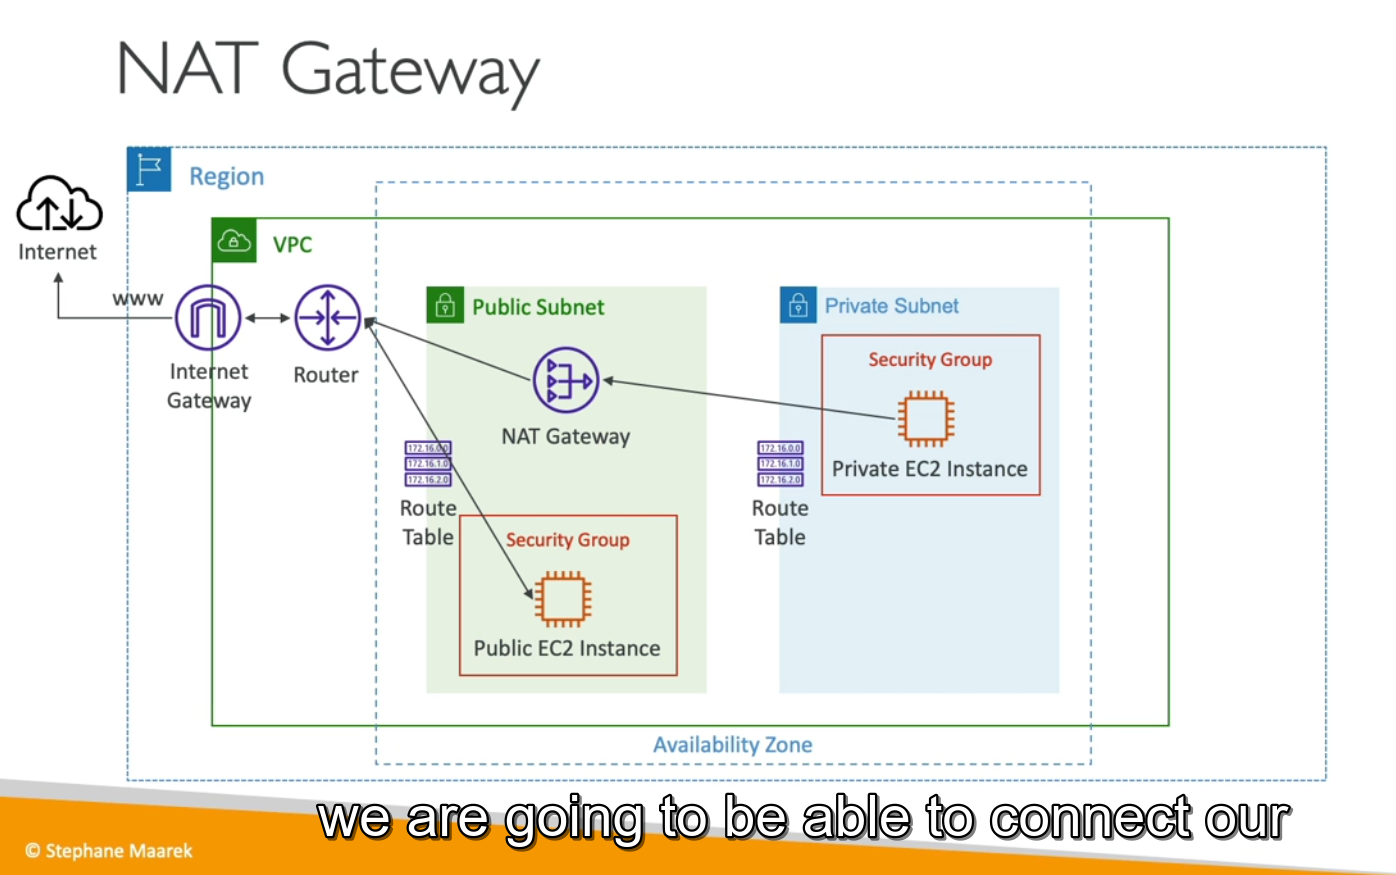 NAT Gateway
Region
Internet
VPC
www
Internet
Gateway
Router
Public Subnet
NAT Gateway
172.16.0.0
172.16.1.0
172.16.2.0
Route
Table
Security Group
Public EC2 Instance
Private Subnet
Security Group
Private EC2 Instance
172.16.0.0
172.16.1.0
172.16.2.0
Route
Table
Availability Zone
we are going to be able to connect our
© Stephane Maarek